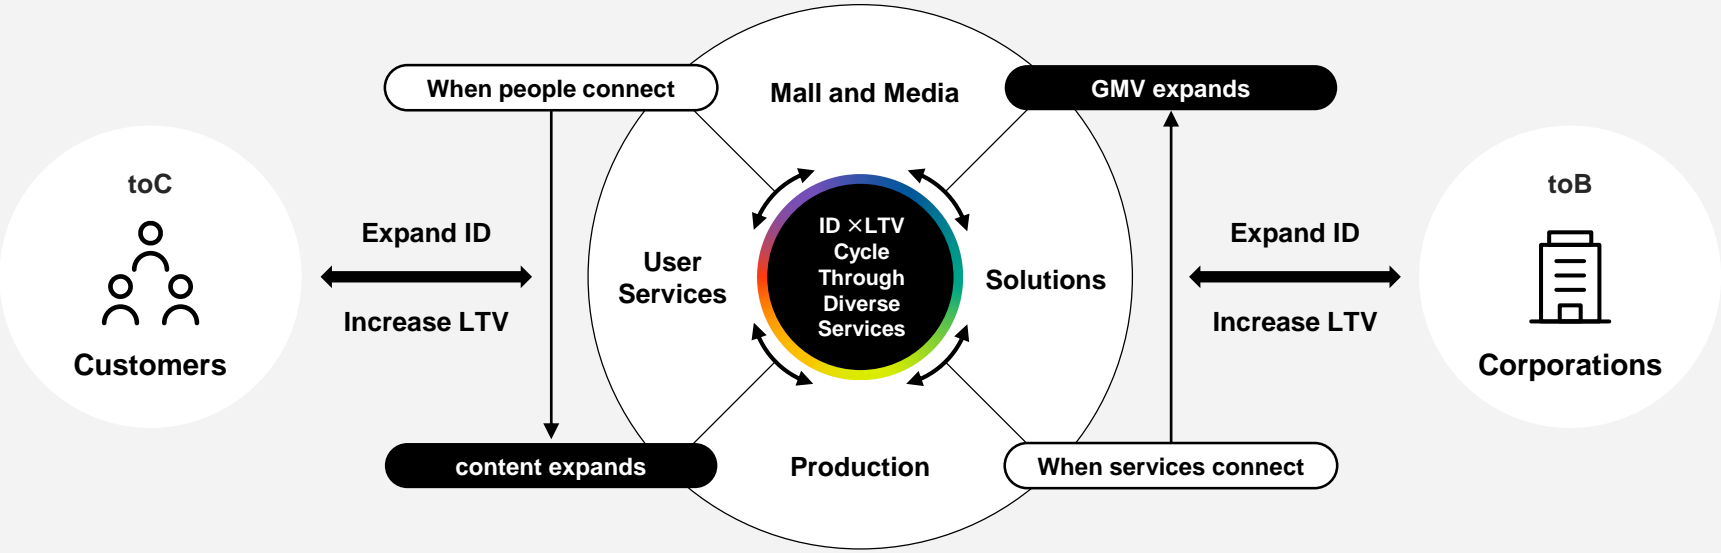 toC
Customers
Expand ID
Increase LTV
When people connect
content expands
Mall and Media
User
Services
ID ×LTV
Cycle
Through
Diverse
Services
Solutions
Production
GMV expands
When services connect
Expand ID
Increase LTV
toB
Corporations